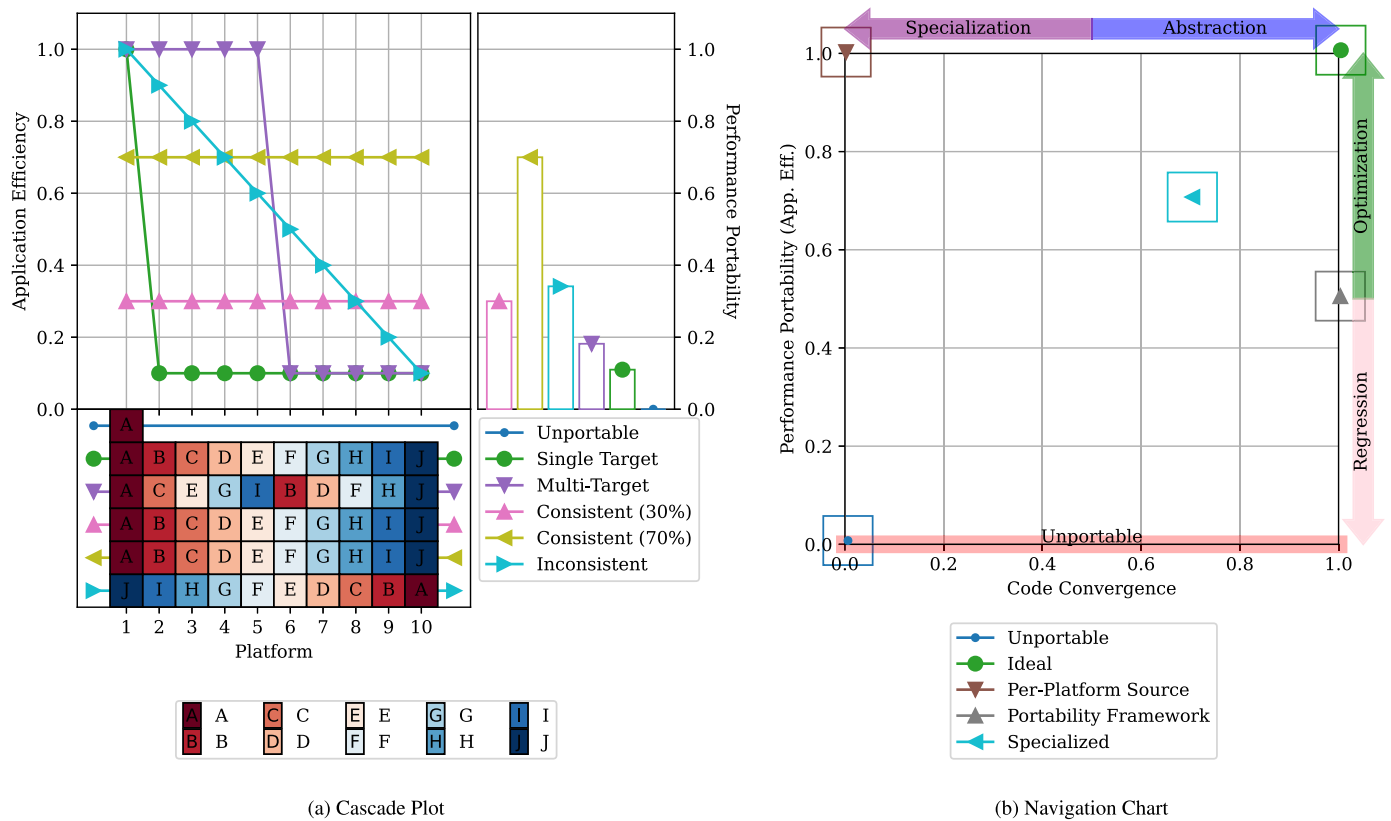 1.0
0.8
0.6
0.4
0.2
0.0
Application Efficiency
1.0
0.8
0.6
0.4
0.2
0.0
Performance Portability
A
A B C D E F G H I J
A C E G I B D F H J
A B C D E F G H I J
A B C D E F G H I J
J I H G F E D C B A
1 2 3 4 5 6 7 8 9 10
Platform
Unportable
Single Target
Multi-Target
Consistent (30%)
Consistent (70%)
Inconsistent
A A C C E E G G I I
B B D D F F H H J J
(a) Cascade Plot
Specialization Abstraction
1.0
0.8
0.6
0.4
0.2
0.0
Performance Portability (App. Eff.)
Optimization
Regression
Unportable
0.0 0.2 0.4 0.6 0.8 1.0
Code Convergence
Unportable
Ideal
Per-Platform Source
Portability Framework
Specialized
(b) Navigation Chart